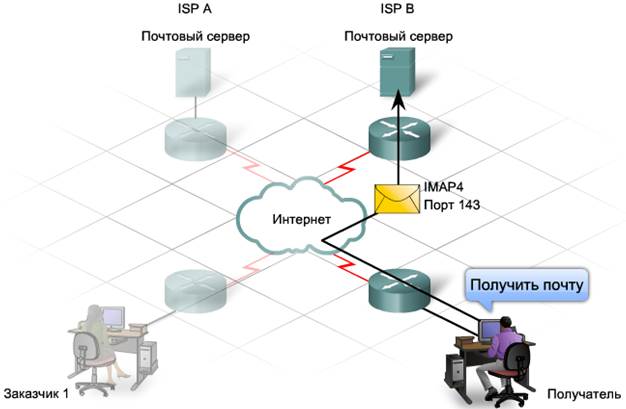 ISP A
ISP B
Почтовый сервер
Почтовый сервер
IMAP4
Порт 143
Интернет
Получить почту
Заказчик 1
Получатель